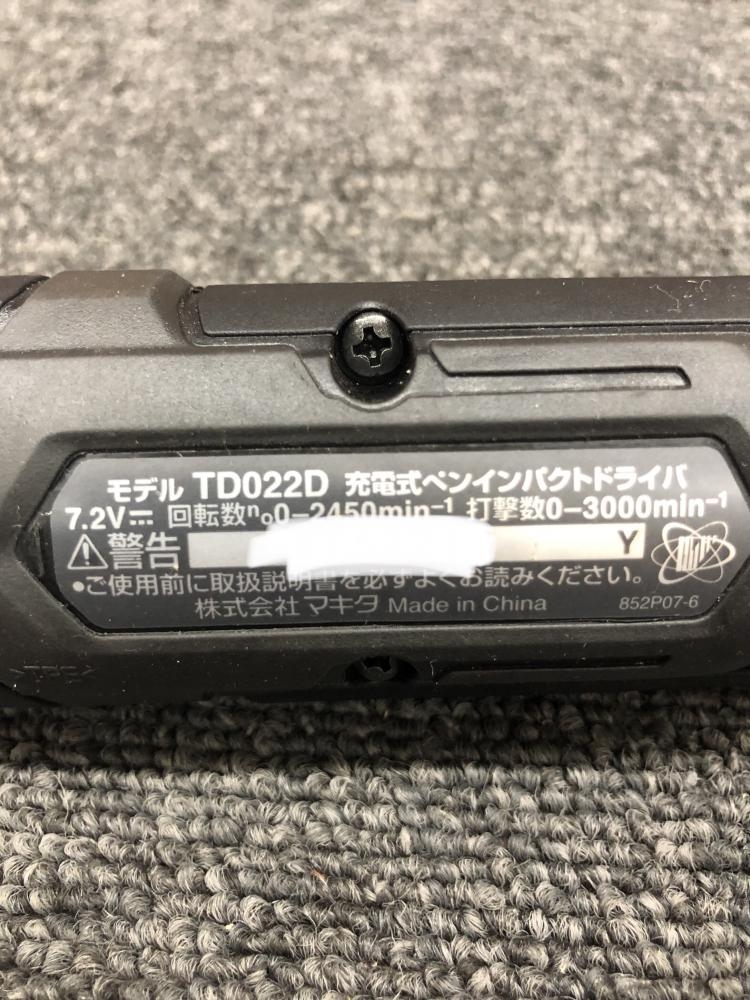 モデル TD022D 充電式ペンインパクトドライバ
7.2V⎓ 回転数n₀0-2450min⁻¹ 打撃数0-3000min⁻¹
⚠警告 Y
●ご使用前に取扱説明書を必ずよくお読みください。
株式会社 マキタ Made in China 852P07-6